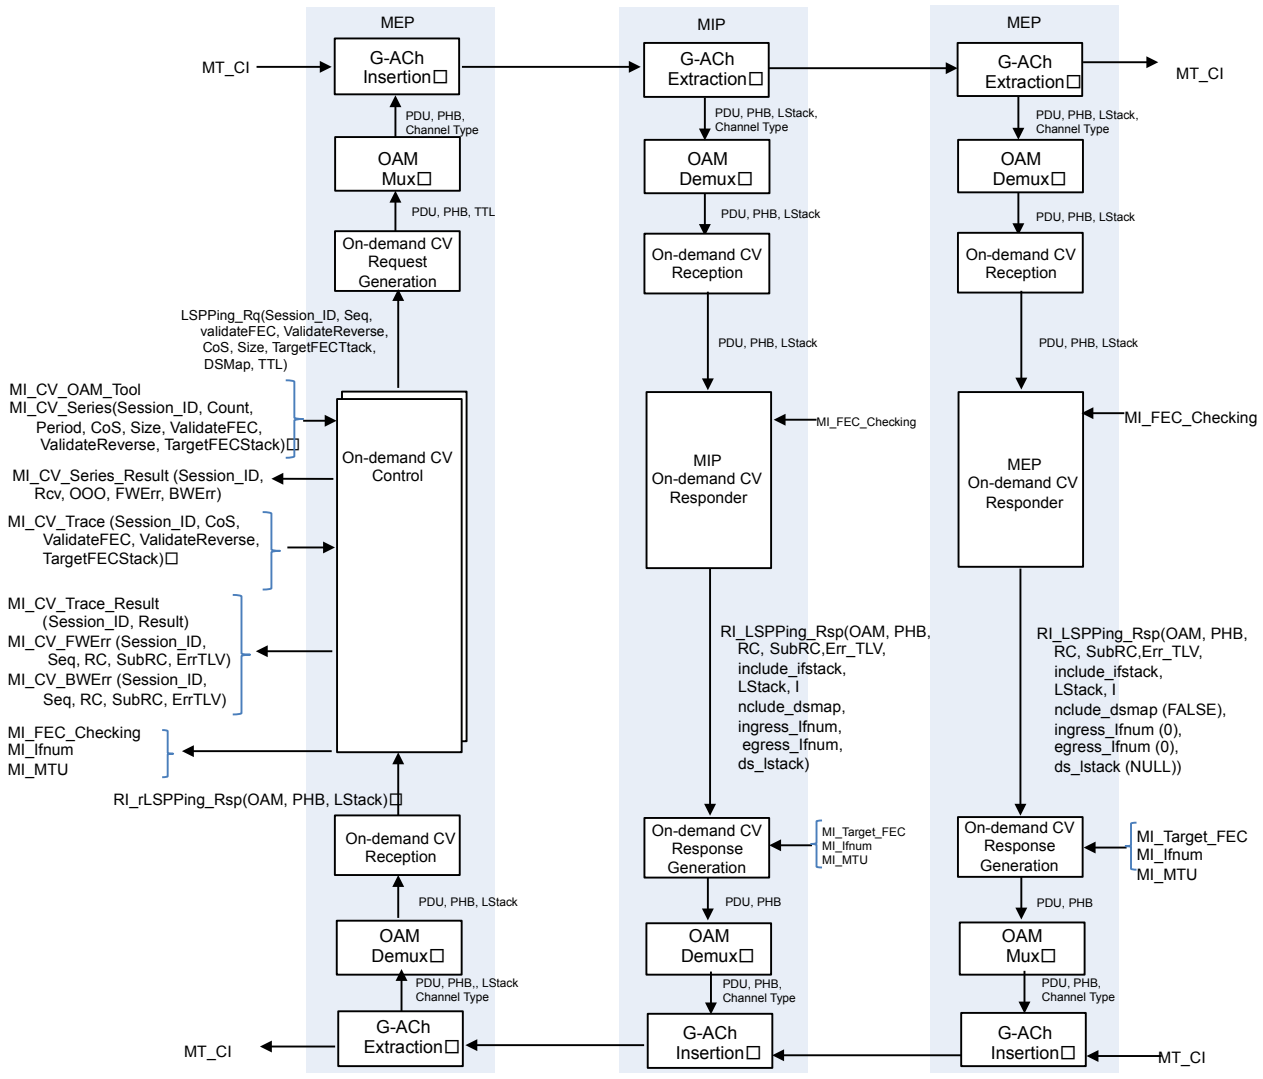 MEP
MIP
MEP
MT_CI
G-ACh
Insertion□
G-ACh
Extraction□
G-ACh
Extraction□
MT_CI
PDU, PHB,
Channel Type
PDU, PHB, LStack,
Channel Type
PDU, PHB, LStack,
Channel Type
OAM
Mux□
OAM
Demux□
OAM
Demux□
PDU, PHB, TTL
PDU, PHB, LStack
PDU, PHB, LStack
On-demand CV
Request
Generation
On-demand CV
Reception
On-demand CV
Reception
LSPPing_Rq(Session_ID, Seq,
validateFEC, ValidateReverse,
CoS, Size, TargetFECTtack,
DSMap, TTL)
PDU, PHB, LStack
PDU, PHB, LStack
MI_CV_OAM_Tool
MI_CV_Series(Session_ID, Count,
Period, CoS, Size, ValidateFEC,
ValidateReverse, TargetFECStack)□
MI_CV_Series_Result (Session_ID,
Rcv, OOO, FWErr, BWErr)
MI_CV_Trace (Session_ID, CoS,
ValidateFEC, ValidateReverse,
TargetFECStack)□
MI_CV_Trace_Result
(Session_ID, Result)
MI_CV_FWErr (Session_ID,
Seq, RC, SubRC, ErrTLV)
MI_CV_BWErr (Session_ID,
Seq, RC, SubRC, ErrTLV)
MI_FEC_Checking
MI_Ifnum
MI_MTU
On-demand CV
Control
MIP
On-demand CV
Responder
MI_FEC_Checking
MEP
On-demand CV
Responder
MI_FEC_Checking
RI_LSPPing_Rsp(OAM, PHB,
RC, SubRC,Err_TLV,
include_ifstack,
LStack, I
nclude_dsmap,
ingress_Ifnum,
egress_Ifnum,
ds_lstack)
RI_LSPPing_Rsp(OAM, PHB,
RC, SubRC,Err_TLV,
include_ifstack,
LStack, I
nclude_dsmap (FALSE),
ingress_Ifnum (0),
egress_Ifnum (0),
ds_lstack (NULL))
RI_rLSPPing_Rsp(OAM, PHB, LStack)□
On-demand CV
Reception
On-demand CV
Response
Generation
MI_Target_FEC
MI_Ifnum
MI_MTU
On-demand CV
Response
Generation
MI_Target_FEC
MI_Ifnum
MI_MTU
PDU, PHB, LStack
PDU, PHB
PDU, PHB
OAM
Demux□
OAM
Demux□
OAM
Mux□
PDU, PHB,, LStack
Channel Type
PDU, PHB,
Channel Type
PDU, PHB,
Channel Type
MT_CI
G-ACh
Extraction□
G-ACh
Insertion□
G-ACh
Insertion□
MT_CI